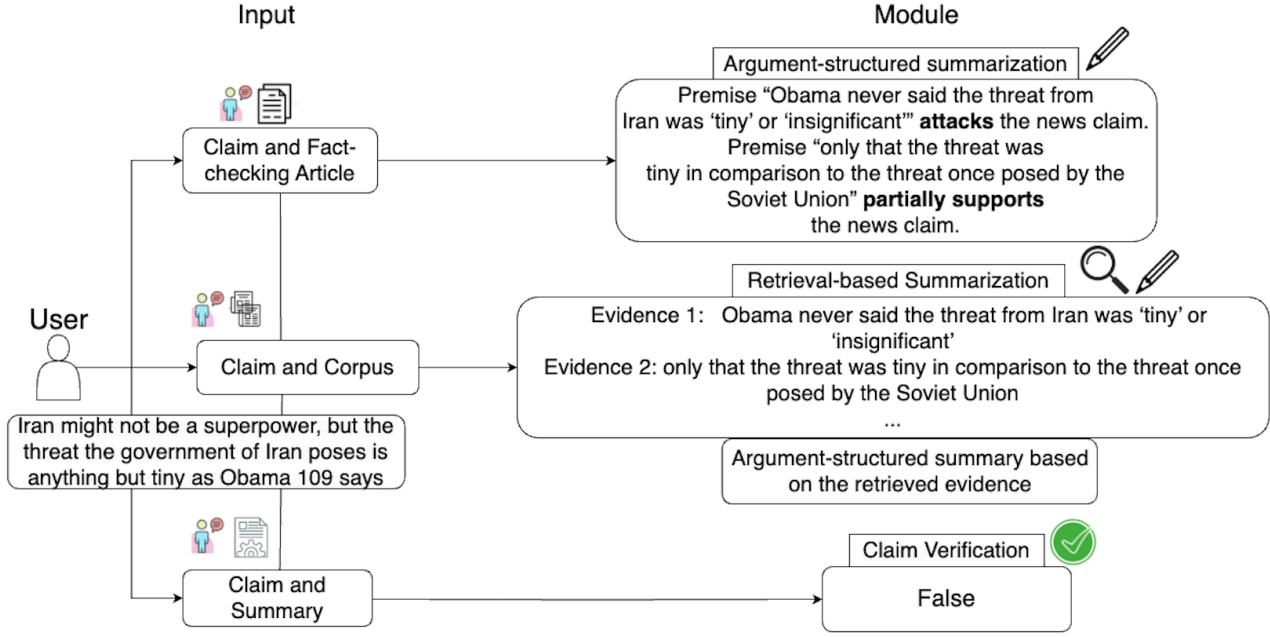 Input
Module
Argument-structured summarization
Premise “Obama never said the threat from
Iran was ‘tiny’ or ‘insignificant’” attacks the news claim.
Premise “only that the threat was
tiny in comparison to the threat once posed by the
Soviet Union” partially supports
the news claim.
Claim and Fact-
checking Article
Retrieval-based Summarization
Evidence 1: Obama never said the threat from Iran was ‘tiny’ or
‘insignificant’
Evidence 2: only that the threat was tiny in comparison to the threat once
posed by the Soviet Union
...
User
Claim and Corpus
Iran might not be a superpower, but the
threat the government of Iran poses is
anything but tiny as Obama 109 says
Argument-structured summary based
on the retrieved evidence
Claim Verification
Claim and
Summary
False